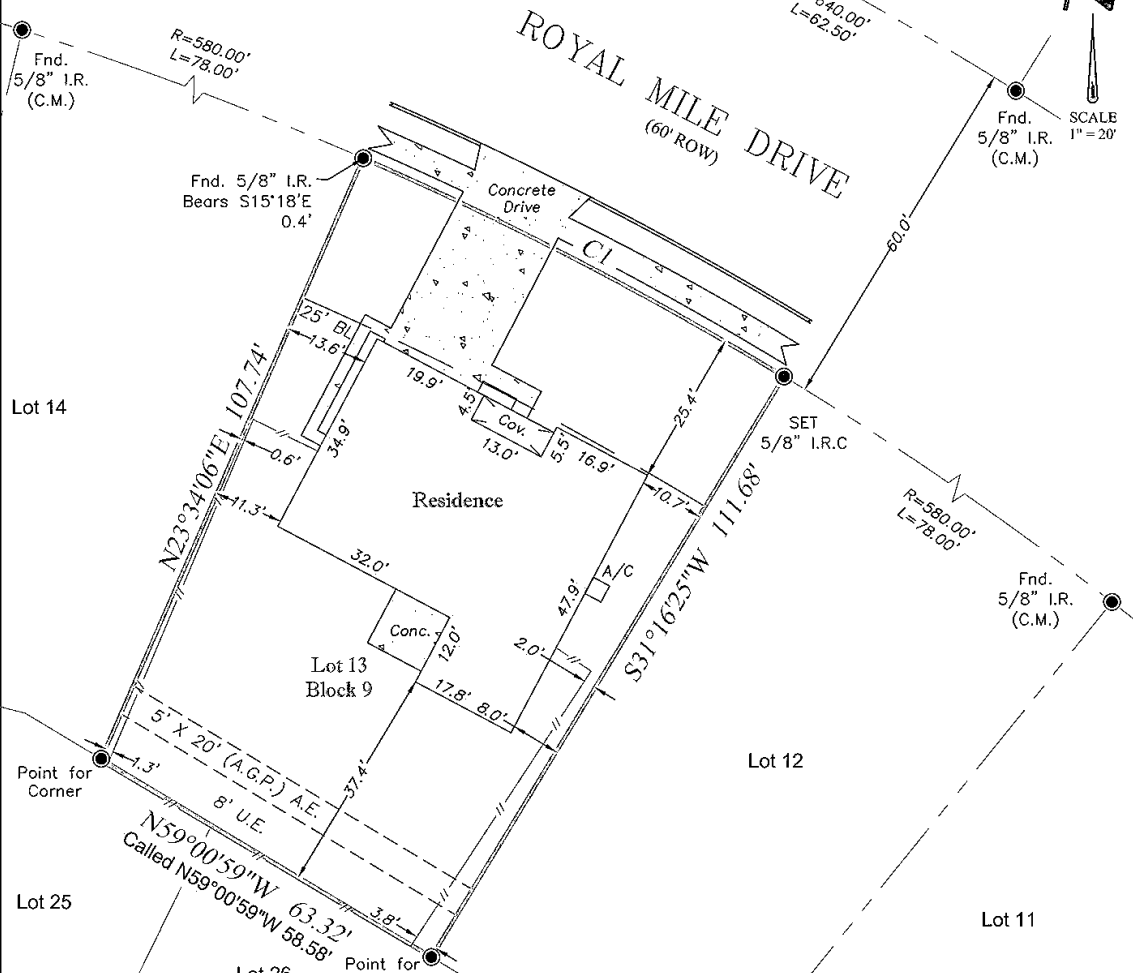 640.00'
L=62.50'
R=580.00'
L=78.00'
Fnd.
5/8" I.R.
(C.M.)
ROYAL MILE DRIVE
(60' ROW)
Fnd.
5/8" I.R.
(C.M.)
SCALE
1" = 20'
Fnd. 5/8" I.R.
Bears S15°18'E
0.4'
Concrete
Drive
C1
60.0'
25' BL
13.6'
19.9'
4.5'
Cov.
13.0'
5.5'
16.9'
25.4'
SET
5/8" I.R.C
Lot 14
N23°34'06"E 107.74'
0.6'
34.9'
11.3'
Residence
10.7'
S31°16'25"W 111.68'
R=580.00'
L=78.00'
Fnd.
5/8" I.R.
(C.M.)
32.0'
A/C
47.9'
Conc.
12.0'
2.0'
Lot 13
Block 9
17.8'
8.0'
37.4'
5' X 20' (A.G.P.) A.E.
8' U.E.
1.3'
Point for
Corner
Lot 12
N59°00'59"W 63.32'
Called N59°00'59"W 58.58'
3.8'
Lot 25
Lot 11
Lot 26
Point for